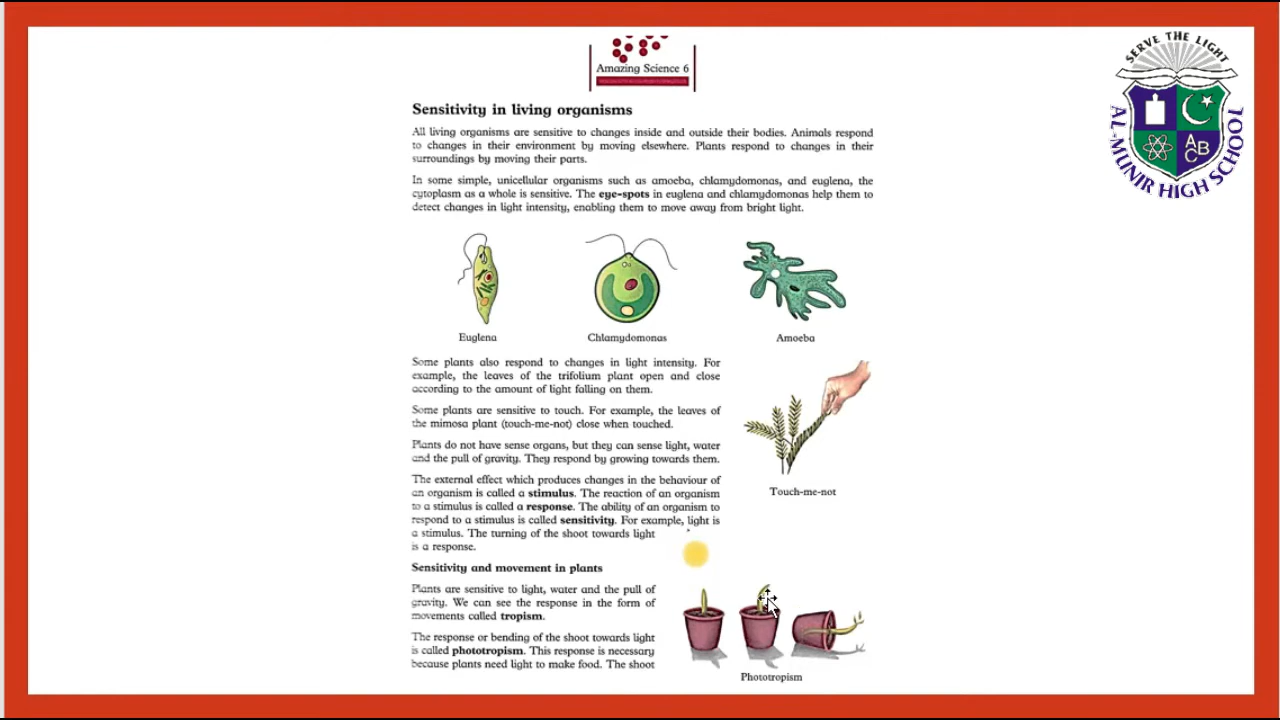 Amazing Science 6
Sensitivity in living organisms
All living organisms are sensitive to changes inside and outside their bodies. Animals respond
to changes in their environment by moving elsewhere. Plants respond to changes in their
surroundings by moving their parts.
In some simple, unicellular organisms such as amoeba, chlamydomonas, and euglena, the
cytoplasm as a whole is sensitive. The eye-spots in euglena and chlamydomonas help them to
detect changes in light intensity, enabling them to move away from bright light.
Euglena
Chlamydomonas
Amoeba
Some plants also respond to changes in light intensity. For
example, the leaves of the trifolium plant open and close
according to the amount of light falling on them.
Some plants are sensitive to touch. For example, the leaves of
the mimosa plant (touch-me-not) close when touched.
Plants do not have sense organs, but they can sense light, water
and the pull of gravity. They respond by growing towards them.
The external effect which produces changes in the behaviour of
an organism is called a stimulus. The reaction of an organism
to a stimulus is called a response. The ability of an organism to
respond to a stimulus is called sensitivity. For example, light is
a stimulus. The turning of the shoot towards light
is a response.
Touch-me-not
Sensitivity and movement in plants
Plants are sensitive to light, water and the pull of
gravity. We can see the response in the form of
movements called tropism.
The response or bending of the shoot towards light
is called phototropism. This response is necessary
because plants need light to make food. The shoot
Phototropism
SERVE THE LIGHT
A
B
C
AL-MUNIR HIGH SCHOOL